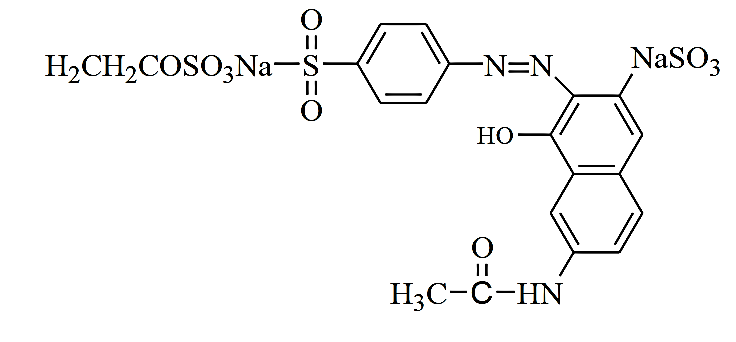 O
H₂CH₂COSO₃Na S N=N NaSO₃
O
HO
O
H₃C C HN